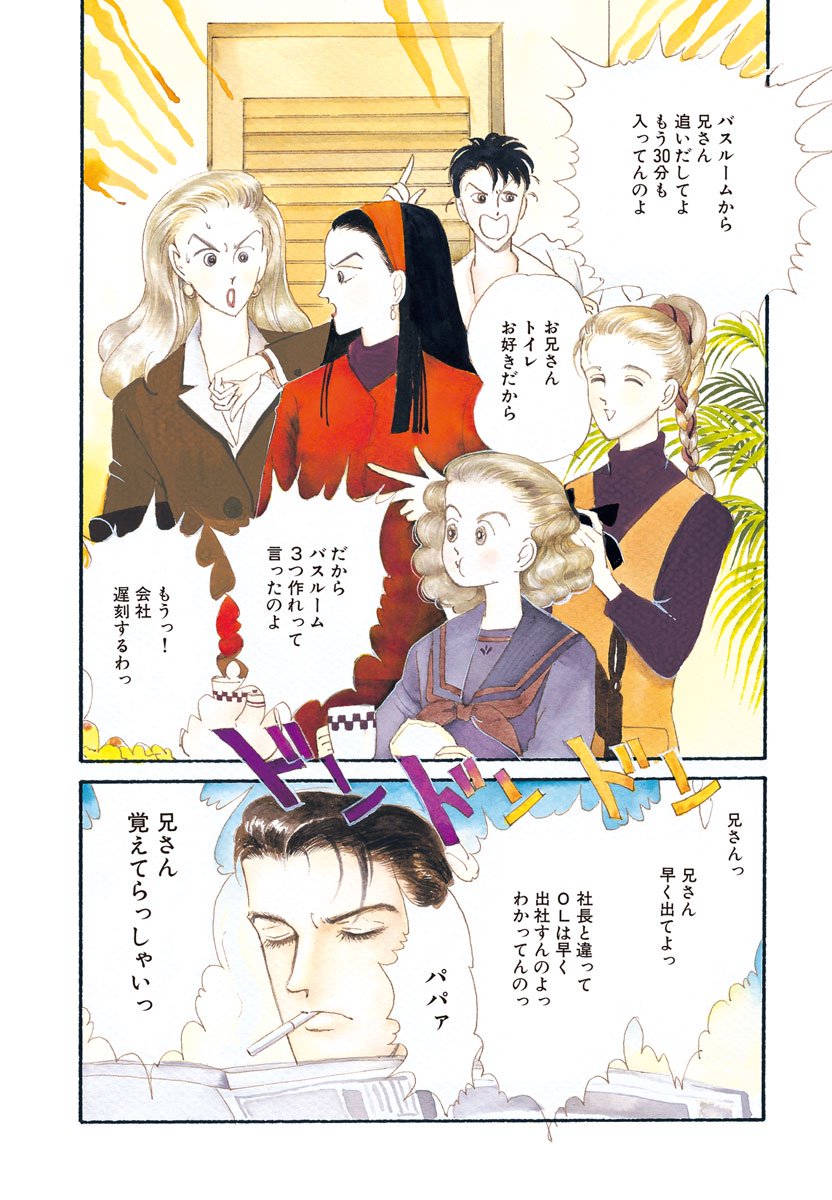 バスルームから
兄さん
追いだしてよ
もう30分も
入ってんのよ
お兄さん
トイレ
お好きだから
だから
バスルーム
3つ作れって
言ったのよ
もうっ!
会社
遅刻するわっ
ドンドンドン
兄さんっ
兄さん
早く出てよっ
社長と違って
OLは早く
出社すんのよっ
わかってんのっ
パパァ
兄さん
覚えてらっしゃいっ